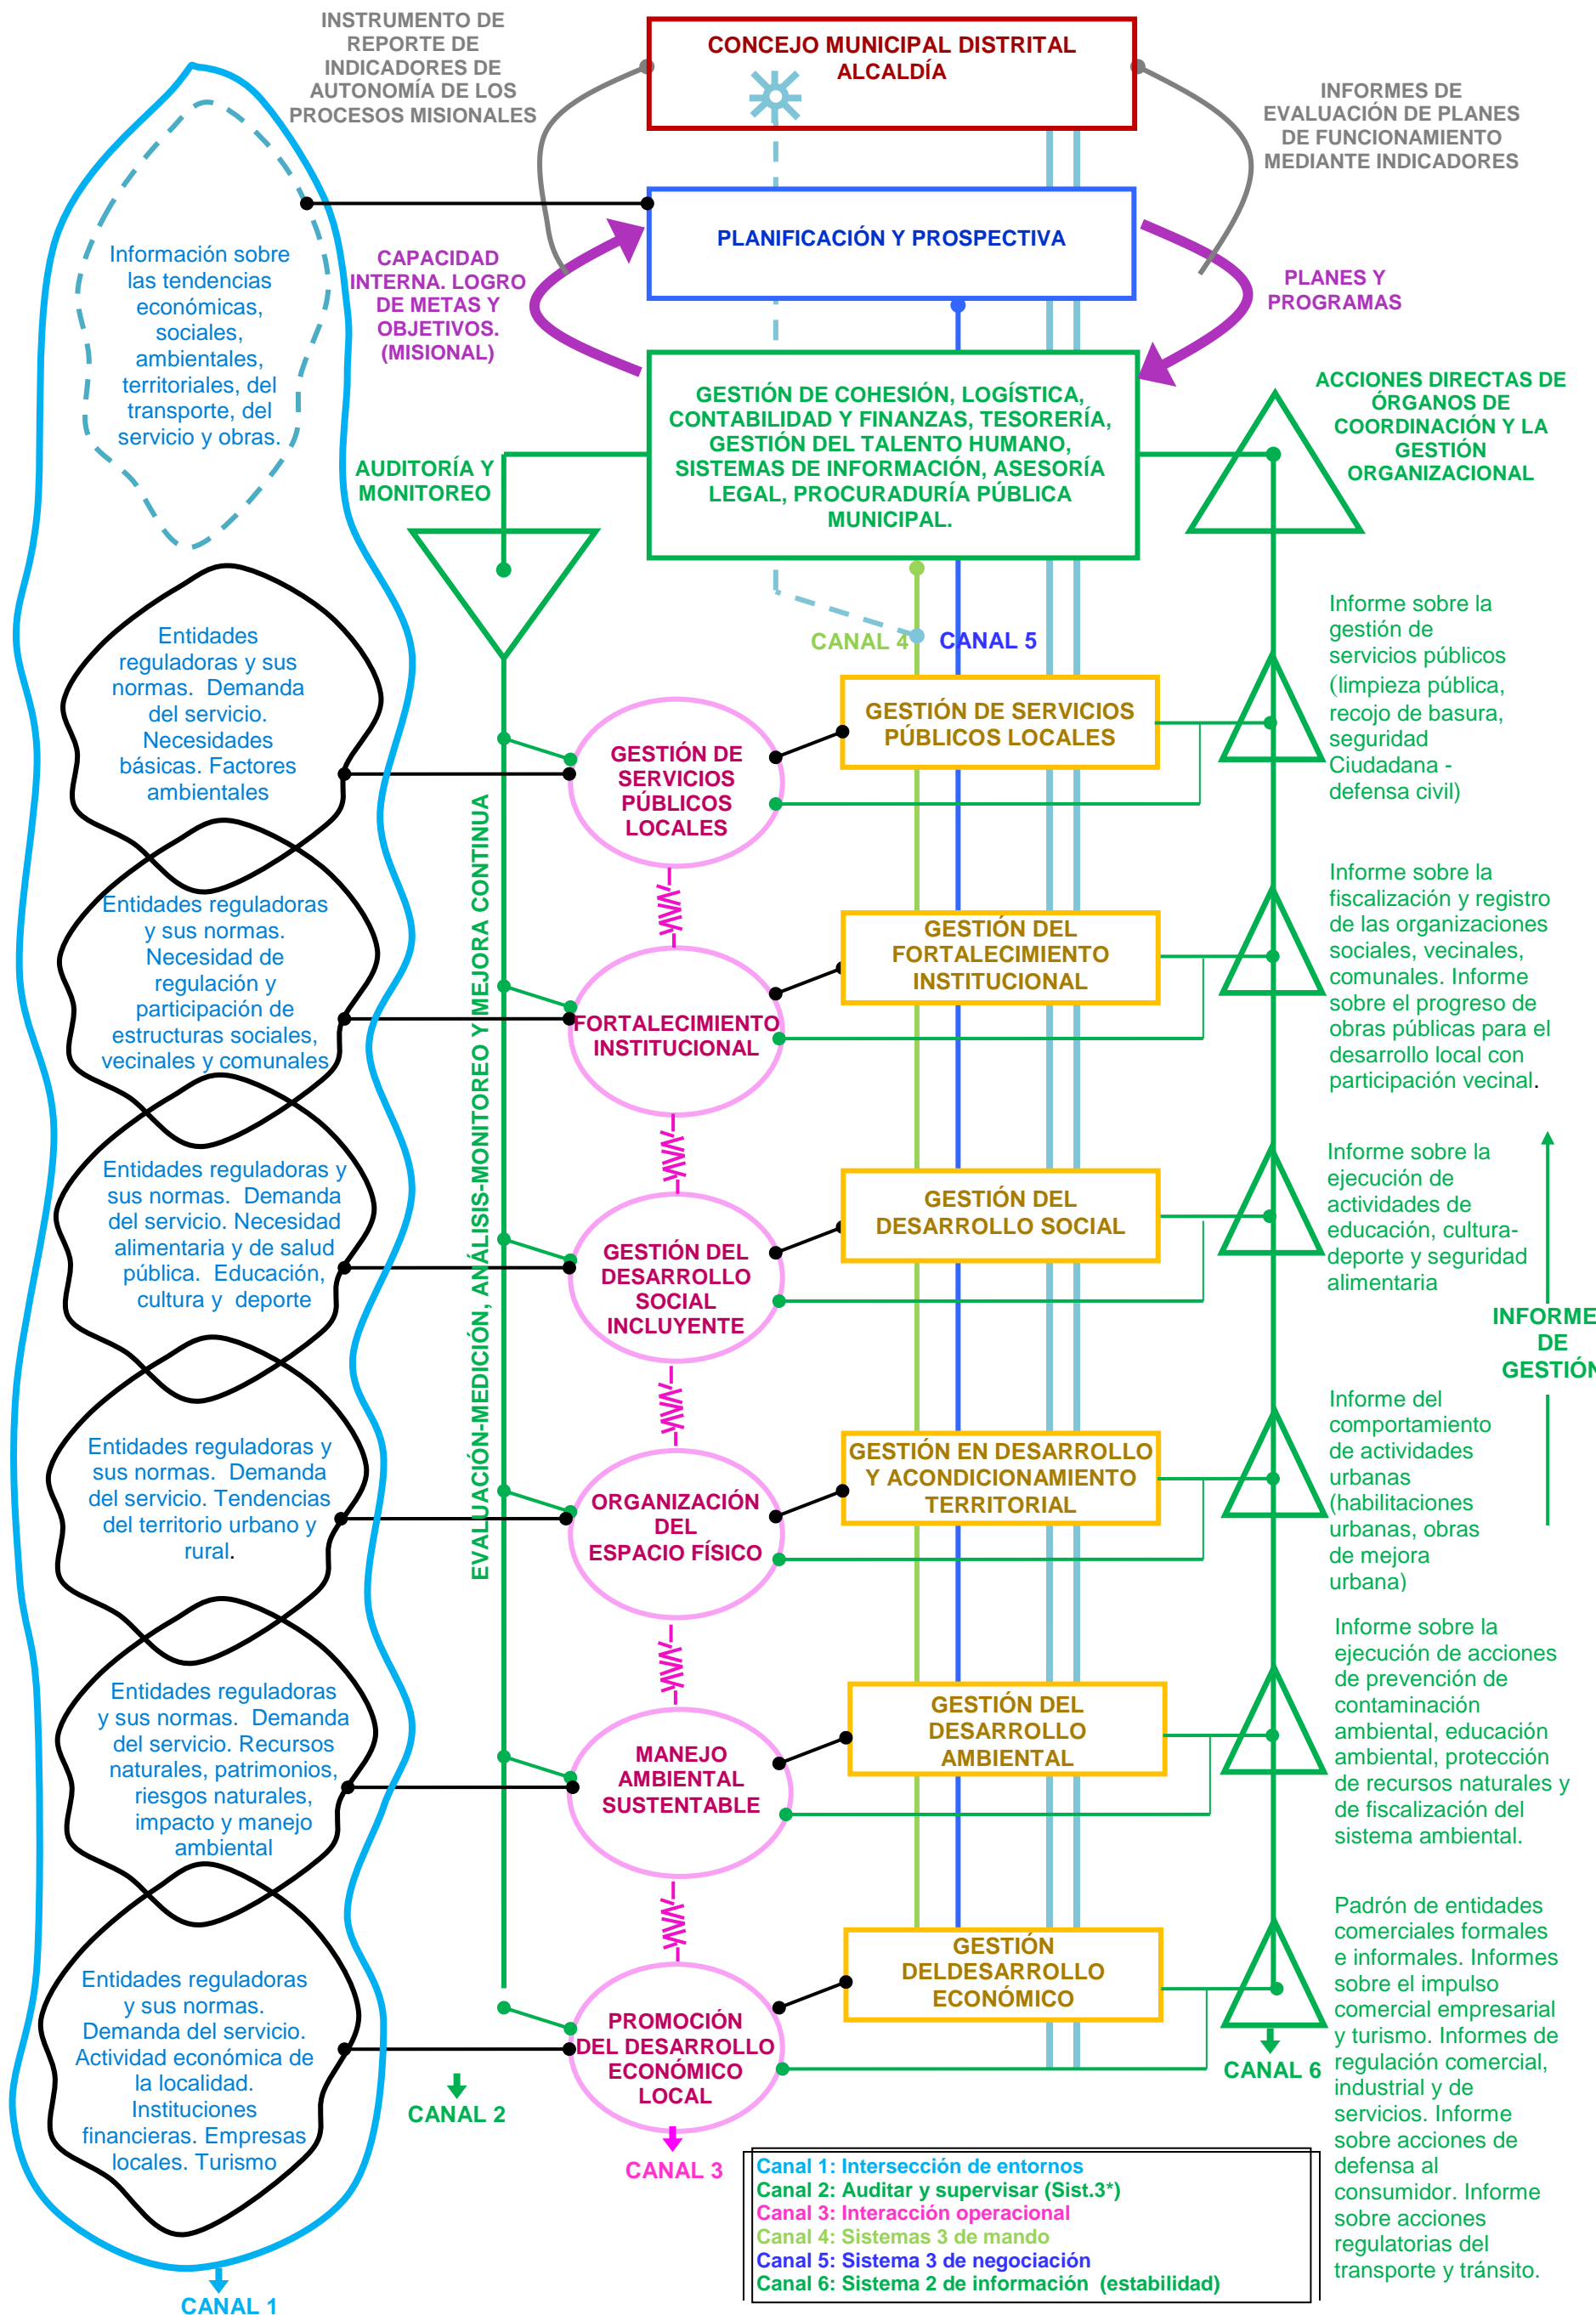 INSTRUMENTO DE
REPORTE DE
INDICADORES DE
AUTONOMÍA DE LOS
PROCESOS MISIONALES
CONCEJO MUNICIPAL DISTRITAL
ALCALDÍA
INFORMES DE
EVALUACIÓN DE PLANES
DE FUNCIONAMIENTO
MEDIANTE INDICADORES
PLANIFICACIÓN Y PROSPECTIVA
CAPACIDAD
INTERNA. LOGRO
DE METAS Y
OBJETIVOS.
(MISIONAL)
PLANES Y
PROGRAMAS
Información sobre
las tendencias
económicas,
sociales,
ambientales,
territoriales, del
transporte, del
servicio y obras.
GESTIÓN DE COHESIÓN, LOGÍSTICA,
CONTABILIDAD Y FINANZAS, TESORERÍA,
GESTIÓN DEL TALENTO HUMANO,
SISTEMAS DE INFORMACIÓN, ASESORÍA
LEGAL, PROCURADURÍA PÚBLICA
MUNICIPAL.
ACCIONES DIRECTAS DE
ÓRGANOS DE
COORDINACIÓN Y LA
GESTIÓN
ORGANIZACIONAL
AUDITORÍA Y
MONITOREO
CANAL 4
CANAL 5
EVALUACIÓN-MEDICIÓN, ANÁLISIS-MONITOREO Y MEJORA CONTINUA
Entidades
reguladoras y sus
normas.  Demanda
del servicio.
Necesidades
básicas. Factores
ambientales
GESTIÓN DE
SERVICIOS
PÚBLICOS
LOCALES
GESTIÓN DE SERVICIOS
PÚBLICOS LOCALES
Informe sobre la
gestión de
servicios públicos
(limpieza pública,
recojo de basura,
seguridad
Ciudadana -
defensa civil)
Entidades reguladoras
y sus normas.
Necesidad de
regulación y
participación de
estructuras sociales,
vecinales y comunales
FORTALECIMIENTO
INSTITUCIONAL
GESTIÓN DEL
FORTALECIMIENTO
INSTITUCIONAL
Informe sobre la
fiscalización y registro
de las organizaciones
sociales, vecinales,
comunales. Informe
sobre el progreso de
obras públicas para el
desarrollo local con
participación vecinal.
Entidades reguladoras y
sus normas.  Demanda
del servicio. Necesidad
alimentaria y de salud
pública.  Educación,
cultura y  deporte
GESTIÓN DEL
DESARROLLO
SOCIAL
INCLUYENTE
GESTIÓN DEL
DESARROLLO SOCIAL
Informe sobre la
ejecución de
actividades de
educación, cultura-
deporte y seguridad
alimentaria
INFORME
DE
GESTIÓN
Entidades reguladoras y
sus normas.  Demanda
del servicio. Tendencias
del territorio urbano y
rural.
ORGANIZACIÓN
DEL
ESPACIO FÍSICO
GESTIÓN EN DESARROLLO
Y ACONDICIONAMIENTO
TERRITORIAL
Informe del
comportamiento
de actividades
urbanas
(habilitaciones
urbanas, obras
de mejora
urbana)
Entidades reguladoras
y sus normas.  Demanda
del servicio. Recursos
naturales, patrimonios,
riesgos naturales,
impacto y manejo
ambiental
MANEJO
AMBIENTAL
SUSTENTABLE
GESTIÓN DEL
DESARROLLO
AMBIENTAL
Informe sobre la
ejecución de acciones
de prevención de
contaminación
ambiental, educación
ambiental, protección
de recursos naturales y
de fiscalización del
sistema ambiental.
Entidades reguladoras
y sus normas.
Demanda del servicio.
Actividad económica de
la localidad.
Instituciones
financieras. Empresas
locales. Turismo
PROMOCIÓN
DEL DESARROLLO
ECONÓMICO
LOCAL
GESTIÓN
DELDESARROLLO
ECONÓMICO
Padrón de entidades
comerciales formales
e informales. Informes
sobre el impulso
comercial empresarial
y turismo. Informes de
regulación comercial,
industrial y de
servicios. Informe
sobre acciones de
defensa al
consumidor. Informe
sobre acciones
regulatorias del
transporte y tránsito.
CANAL 6
CANAL 2
CANAL 3
CANAL 1
Canal 1: Intersección de entornos
Canal 2: Auditar y supervisar (Sist.3*)
Canal 3: Interacción operacional
Canal 4: Sistemas 3 de mando
Canal 5: Sistema 3 de negociación
Canal 6: Sistema 2 de información  (estabilidad)